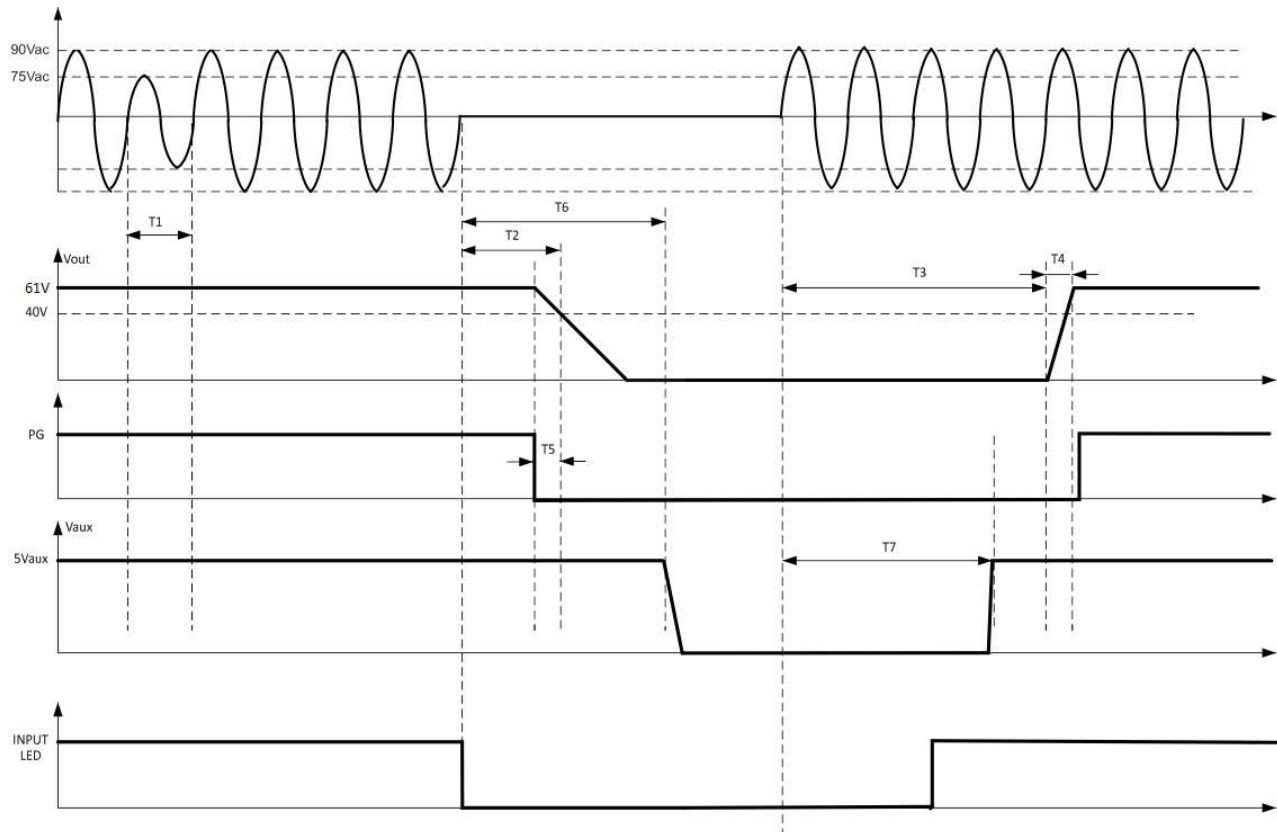 90Vac
75Vac
T1
T6
T2
Vout
61V
40V
T3
T4
PG
T5
Vaux
5Vaux
T7
INPUT
LED